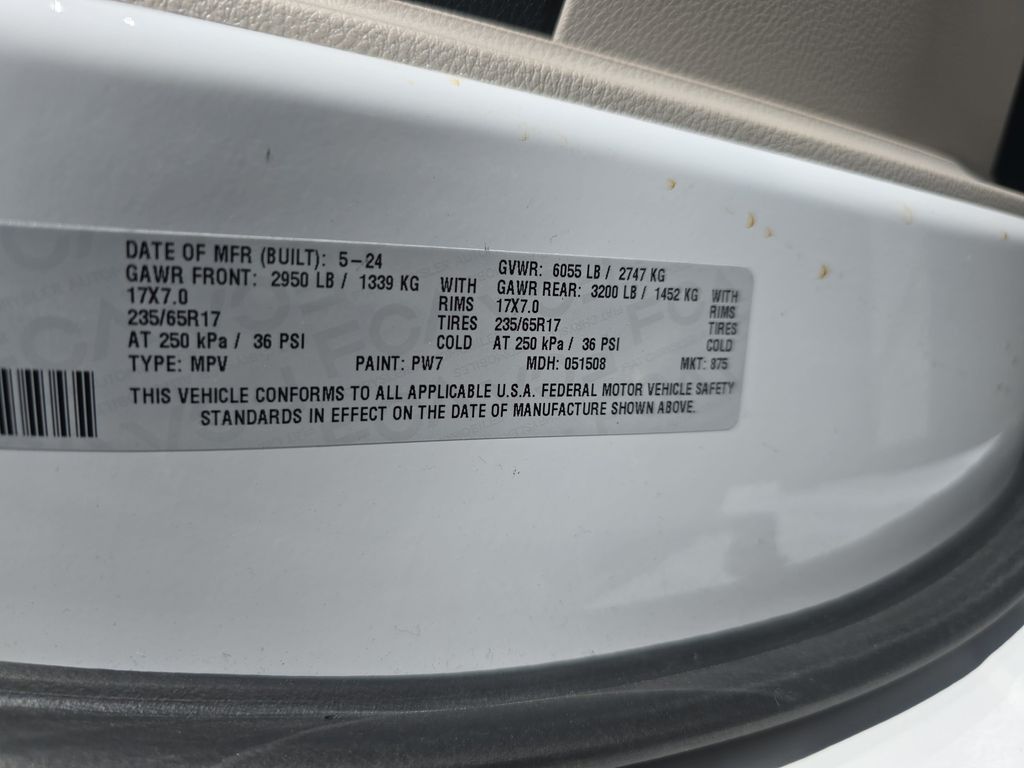 DATE OF MFR (BUILT): 5-24
GVWR: 6055 LB / 2747 KG
GAWR FRONT: 2950 LB / 1339 KG WITH
17X7.0 RIMS
235/65R17 TIRES
AT 250 kPa / 36 PSI COLD
GAWR REAR: 3200 LB / 1452 KG WITH
17X7.0 RIMS
235/65R17 TIRES
AT 250 kPa / 36 PSI COLD
TYPE: MPV PAINT: PW7 MDH: 051508 MKT: 875
THIS VEHICLE CONFORMS TO ALL APPLICABLE U.S.A. FEDERAL MOTOR VEHICLE SAFETY
STANDARDS IN EFFECT ON THE DATE OF MANUFACTURE SHOWN ABOVE.